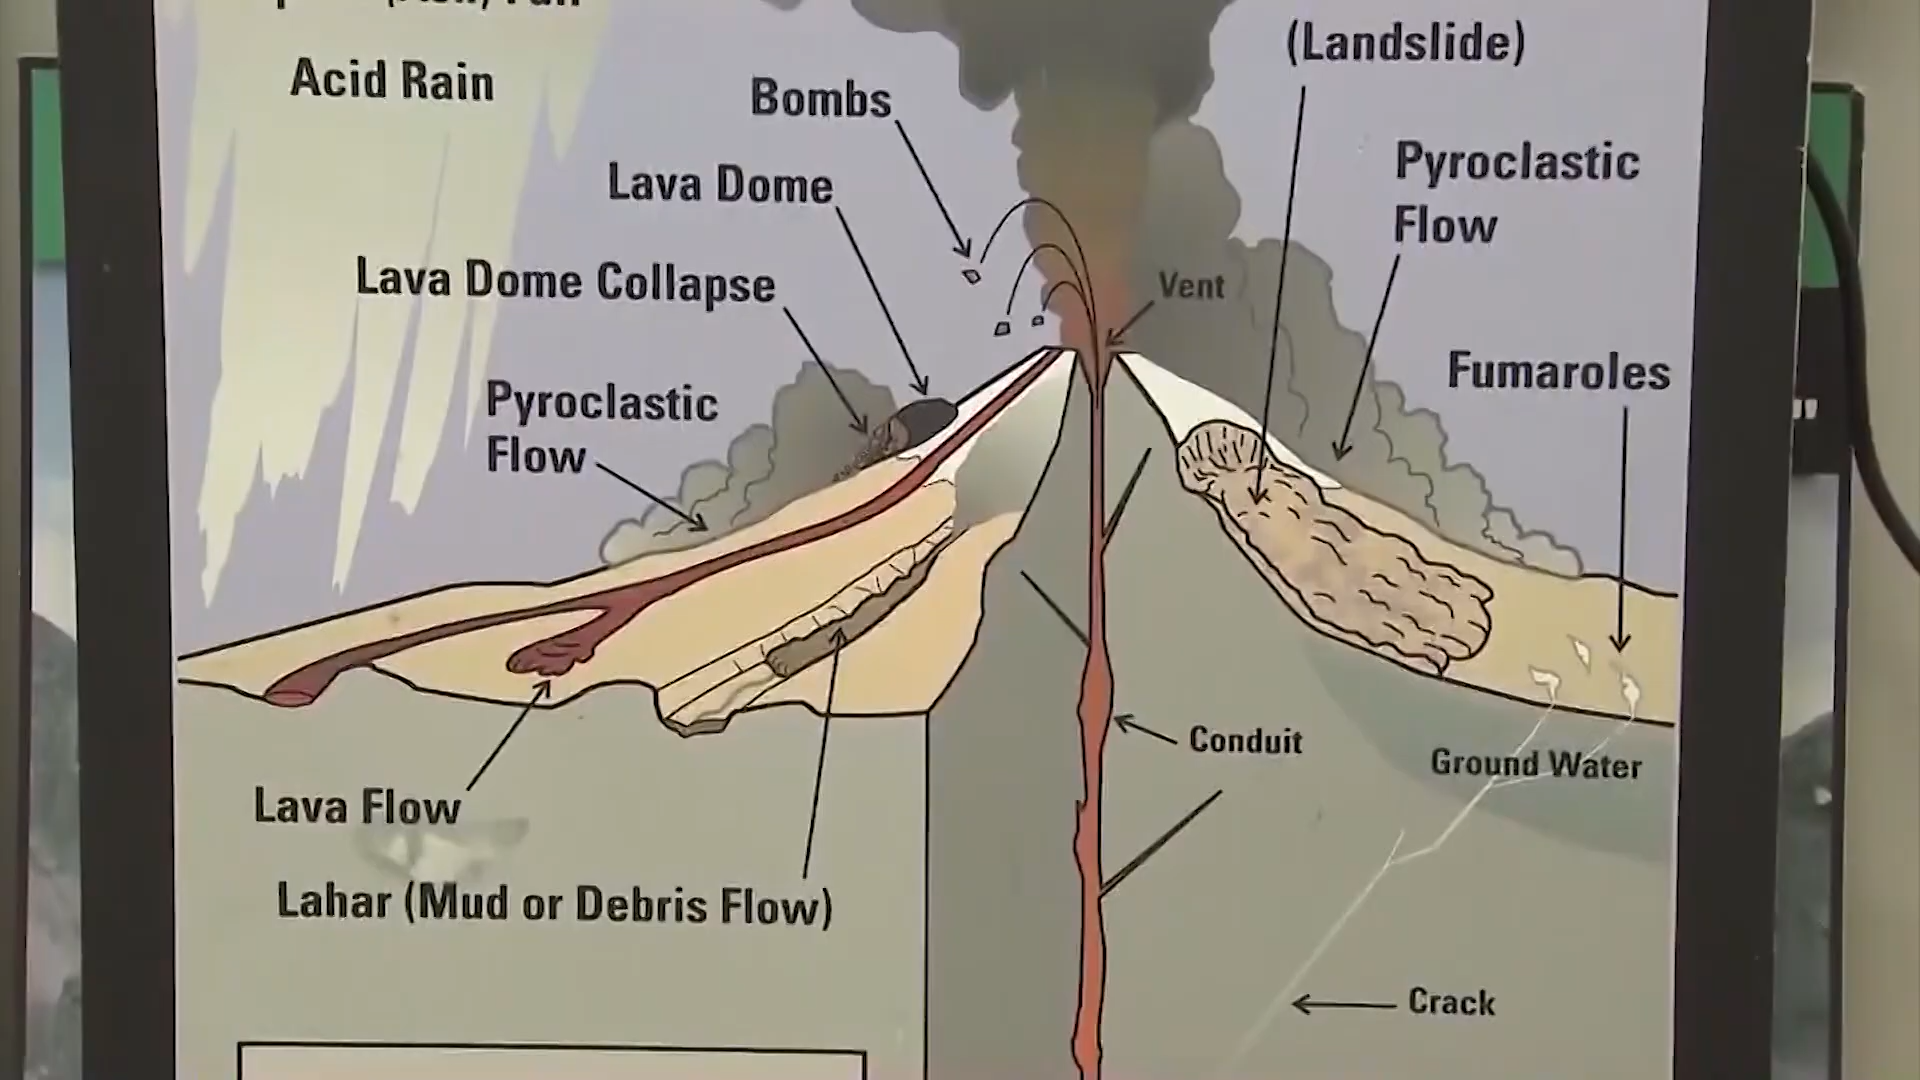 Acid Rain
Bombs
(Landslide)
Lava Dome
Pyroclastic
Flow
Lava Dome Collapse
Vent
Fumaroles
Pyroclastic
Flow
Conduit
Ground Water
Lava Flow
Lahar (Mud or Debris Flow)
Crack